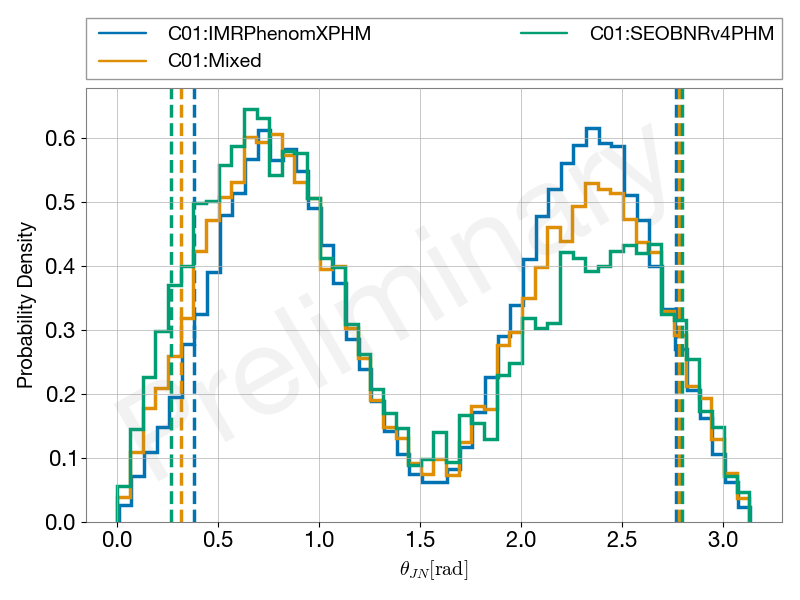 C01:IMRPhenomXPHM
C01:Mixed
C01:SEOBNRv4PHM
Preliminary
Probability Density
0.6
0.5
0.4
0.3
0.2
0.1
0.0
0.0 0.5 1.0 1.5 2.0 2.5 3.0
θ_JN[rad]